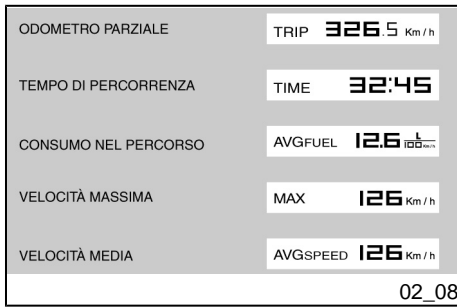 ODOMETRO PARZIALE TRIP 326.5 Km / h
TEMPO DI PERCORRENZA TIME 32:45
CONSUMO NEL PERCORSO AVGFUEL 12.6 L/100Km/h
VELOCITÀ MASSIMA MAX 126 Km / h
VELOCITÀ MEDIA AVGSPEED 126 Km / h
02_08